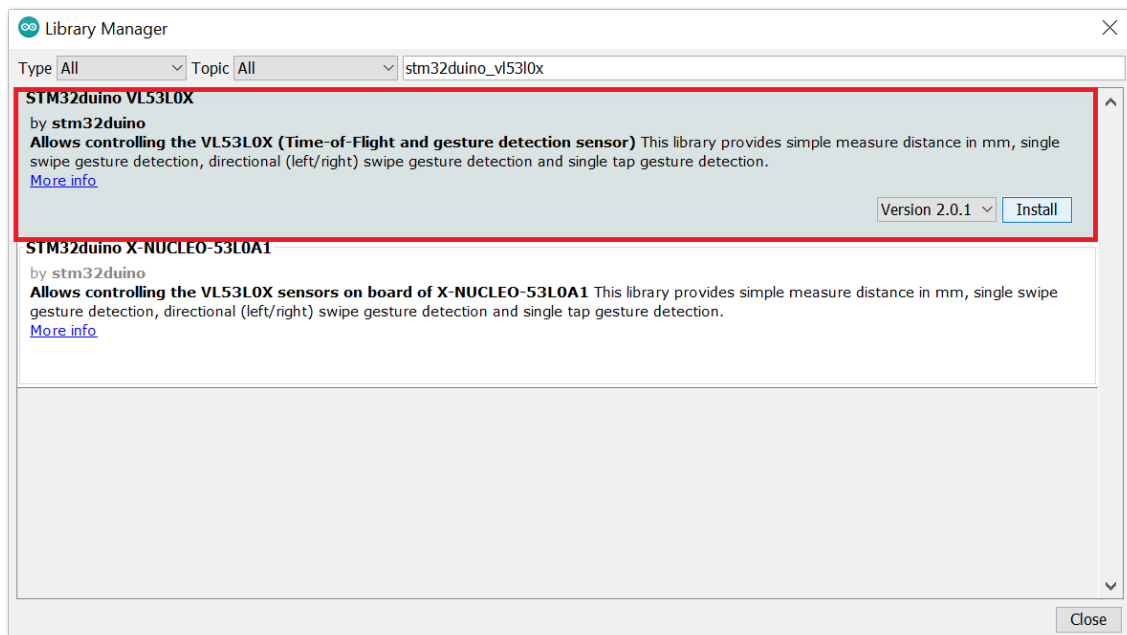 Library Manager
Type All Topic All stm32duino_vl53l0x
STM32duino VL53L0X
by stm32duino
Allows controlling the VL53L0X (Time-of-Flight and gesture detection sensor) This library provides simple measure distance in mm, single
swipe gesture detection, directional (left/right) swipe gesture detection and single tap gesture detection.
More info
Version 2.0.1 Install
STM32duino X-NUCLEO-53L0A1
by stm32duino
Allows controlling the VL53L0X sensors on board of X-NUCLEO-53L0A1 This library provides simple measure distance in mm, single swipe
gesture detection, directional (left/right) swipe gesture detection and single tap gesture detection.
More info
Close